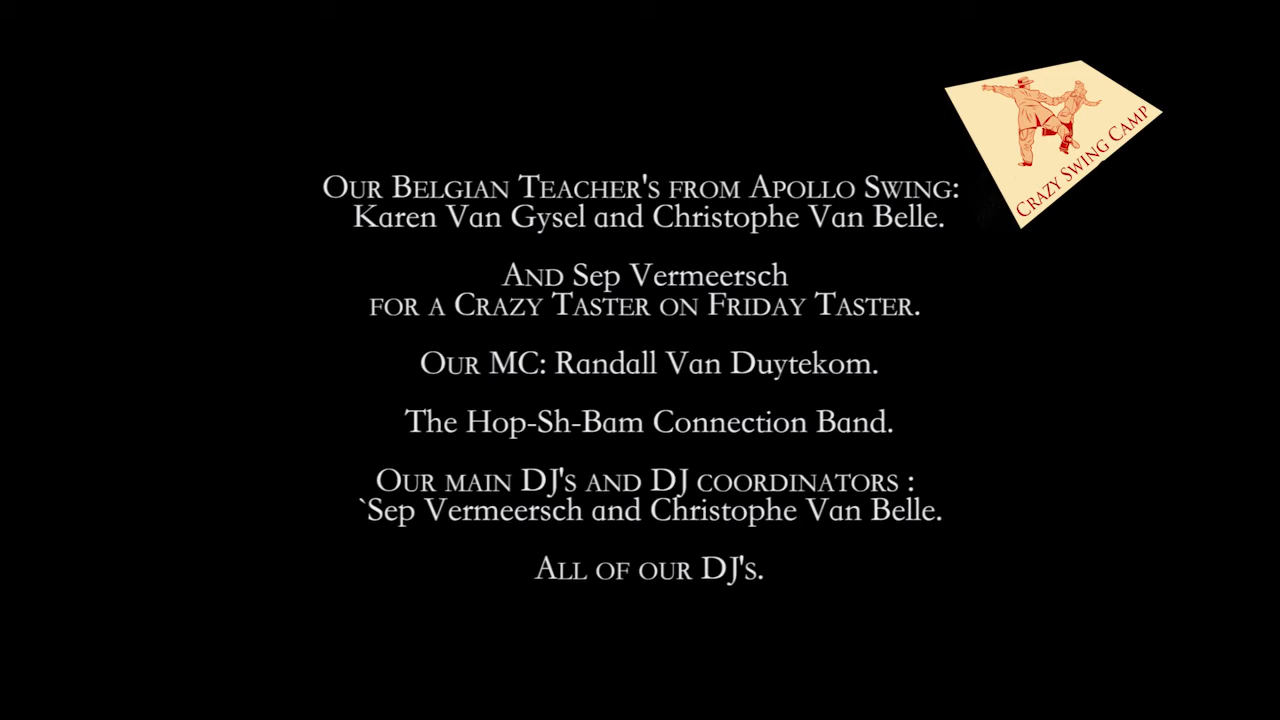 Our Belgian Teacher's from Apollo Swing:
Karen Van Gysel and Christophe Van Belle.
And Sep Vermeersch
for a Crazy Taster on Friday Taster.
Our MC: Randall Van Duytekom.
The Hop-Sh-Bam Connection Band.
Our main DJ's and DJ coordinators :
`Sep Vermeersch and Christophe Van Belle.
All of our DJ's.
Crazy Swing Camp